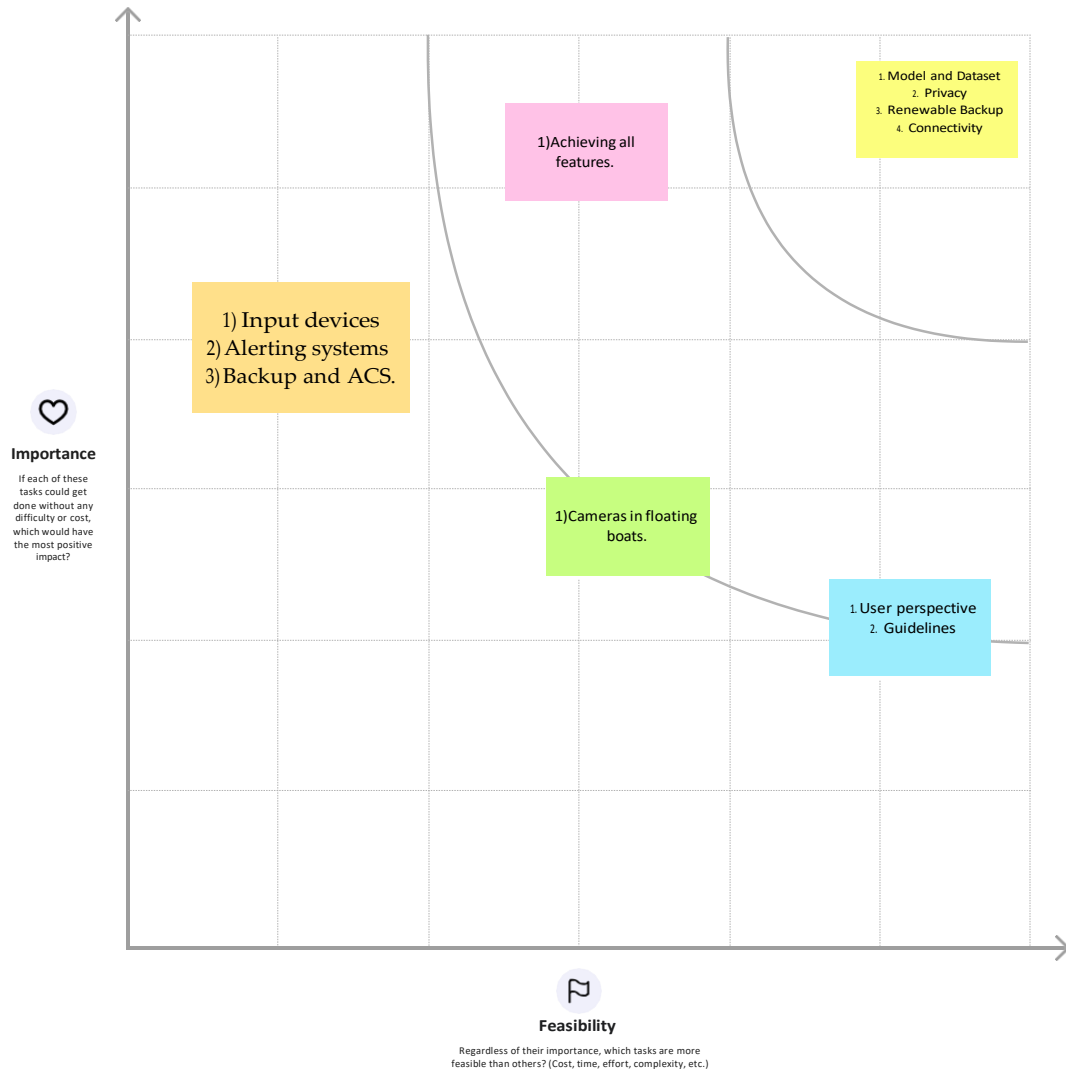 1. Model and Dataset
2. Privacy
3. Renewable Backup
4. Connectivity
1)Achieving all
features.
1) Input devices
2) Alerting systems
3) Backup and ACS.
Importance
If each of these
tasks could get
done without any
difficulty or cost,
which would have
the most positive
impact?
1)Cameras in floating
boats.
1. User perspective
2. Guidelines
Feasibility
Regardless of their importance, which tasks are more
feasible than others? (Cost, time, effort, complexity, etc.)